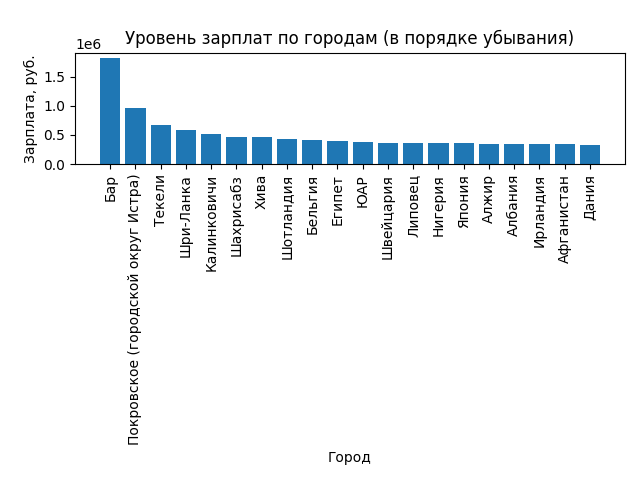 Уровень зарплат по городам (в порядке убывания)
1e6
Зарплата, руб.
1.5
1.0
0.5
0.0
Бар
Покровское (городской округ Истра)
Текели
Шри-Ланка
Калинковичи
Шахрисабз
Хива
Шотландия
Бельгия
Египет
ЮАР
Швейцария
Липовец
Нигерия
Япония
Алжир
Албания
Ирландия
Афганистан
Дания
Город